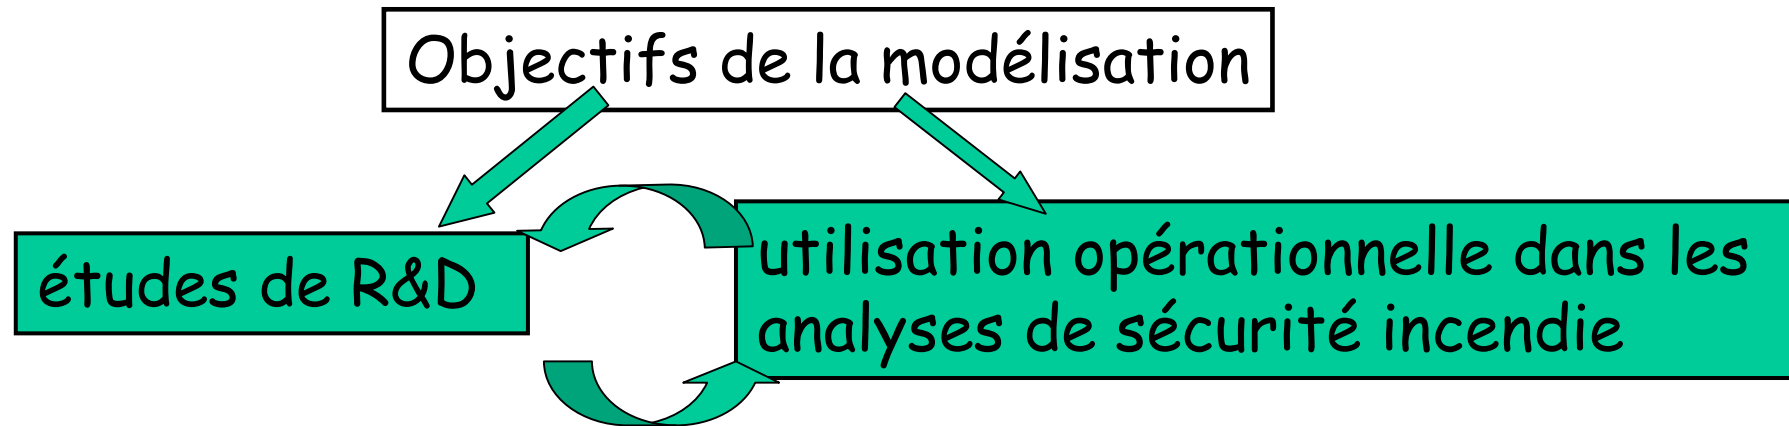 Objectifs de la modélisation
études de R&D
utilisation opérationnelle dans les
analyses de sécurité incendie